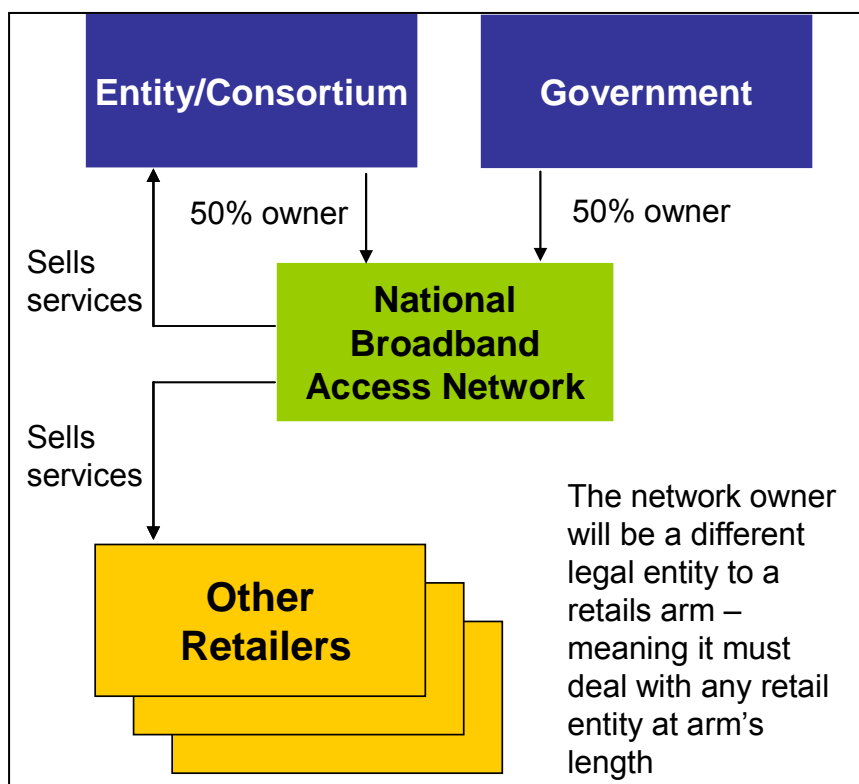 Entity/Consortium
Government
50% owner
50% owner
Sells
services
National
Broadband
Access Network
Sells
services
Other
Retailers
The network owner
will be a different
legal entity to a
retails arm –
meaning it must
deal with any retail
entity at arm’s
length